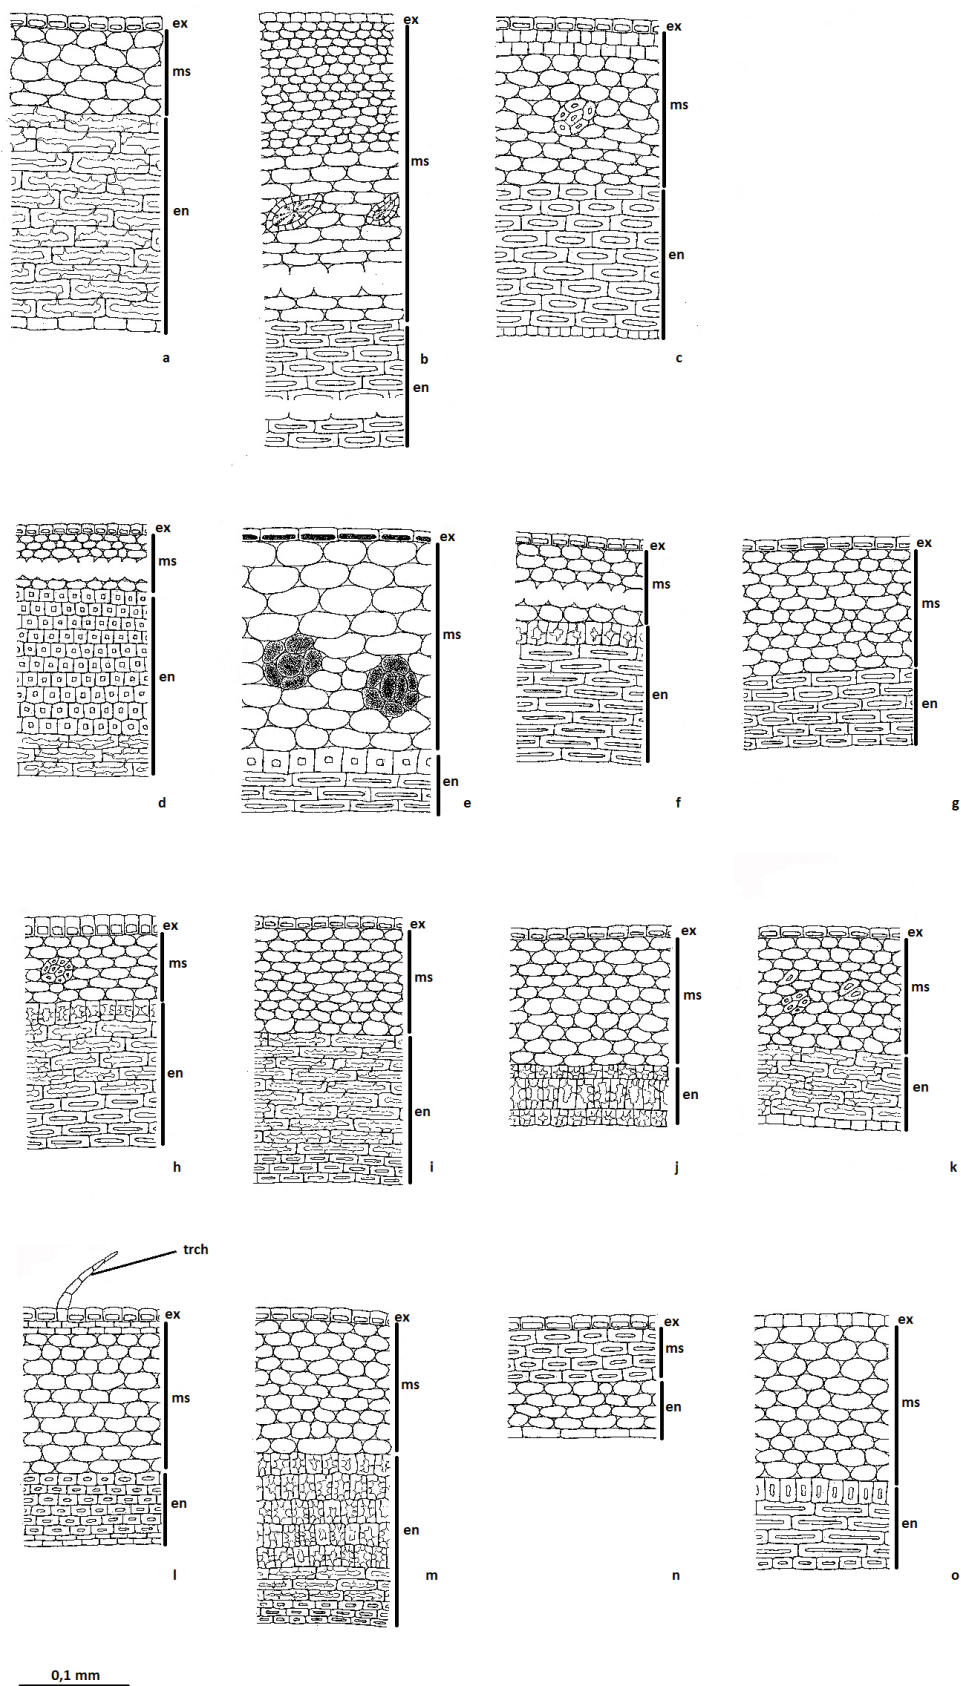 ex ex ex
ms ms ms
en en en
a b c
ex ex ex ex
ms ms ms ms
en en en en
d e f g
ex ex ex ex
ms ms ms ms
en en en en
h i j k
trch
ex ex ex ex
ms ms ms ms
en en en en
l m n o
0,1 mm